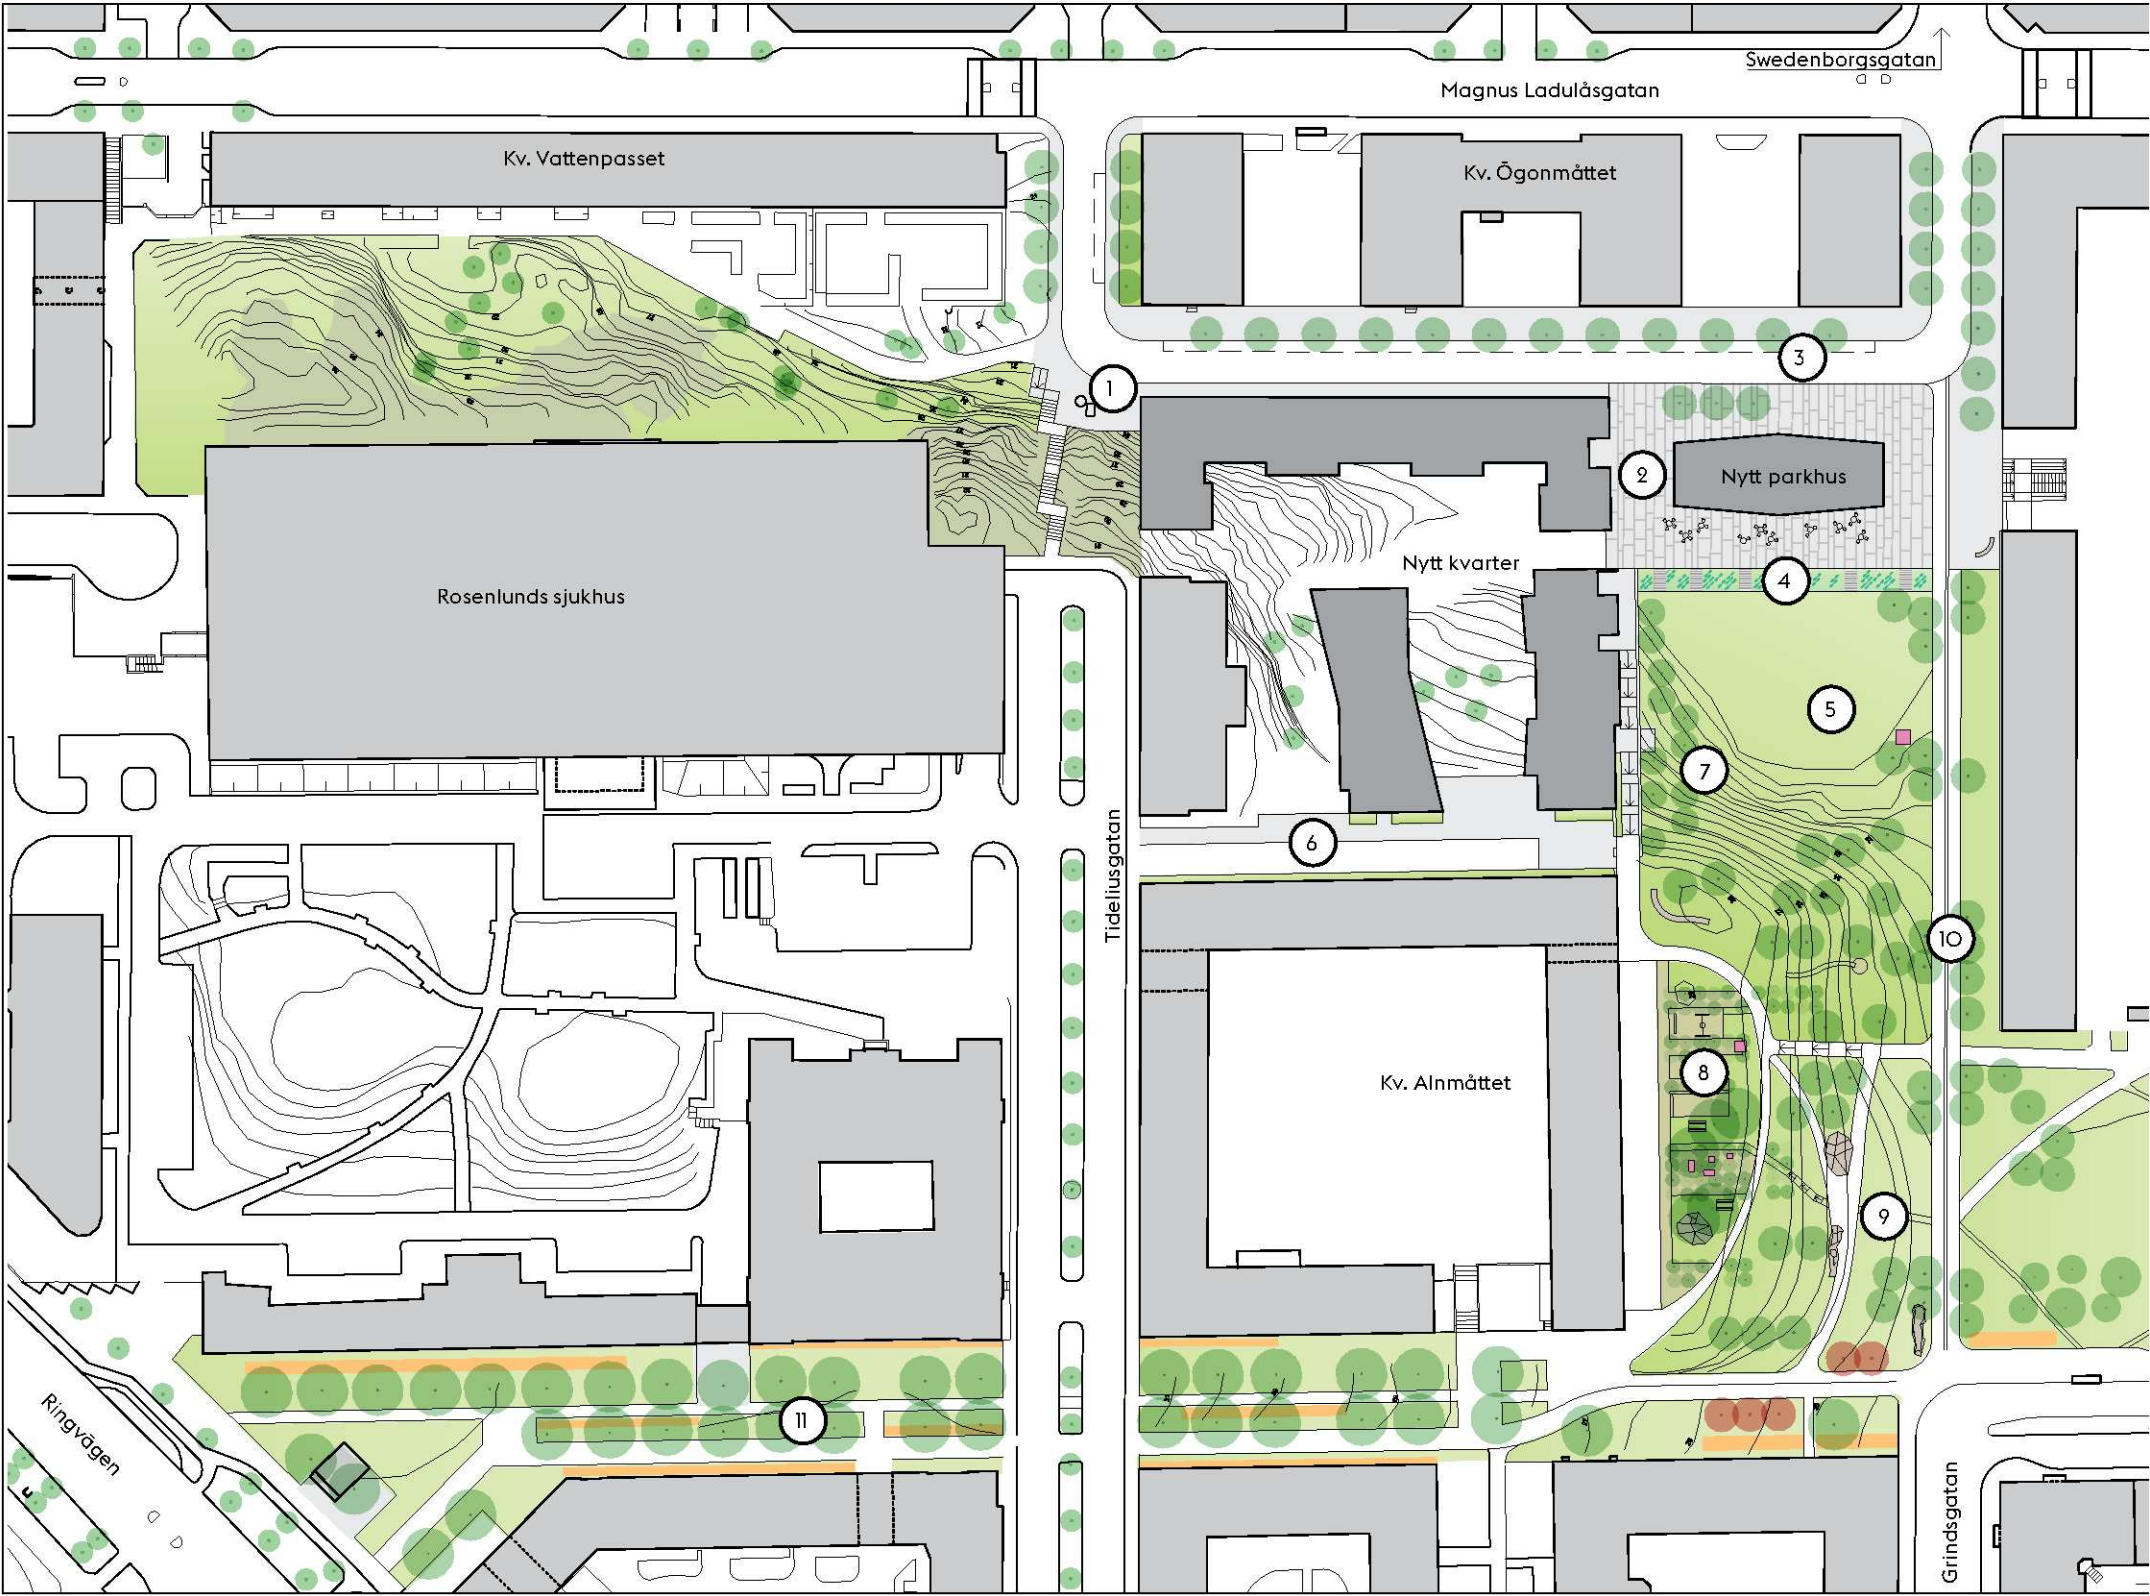 Swedenborgsgatan
Magnus Ladulåsgatan
Kv. Vattenpasset
Kv. Ögonmåttet
3
1
2
Nytt parkhus
Nytt kvarter
4
Rosenlunds sjukhus
5
7
6
Tideliusgatan
10
Kv. Alnmåttet
8
9
11
Ringvägen
Grindsgatan